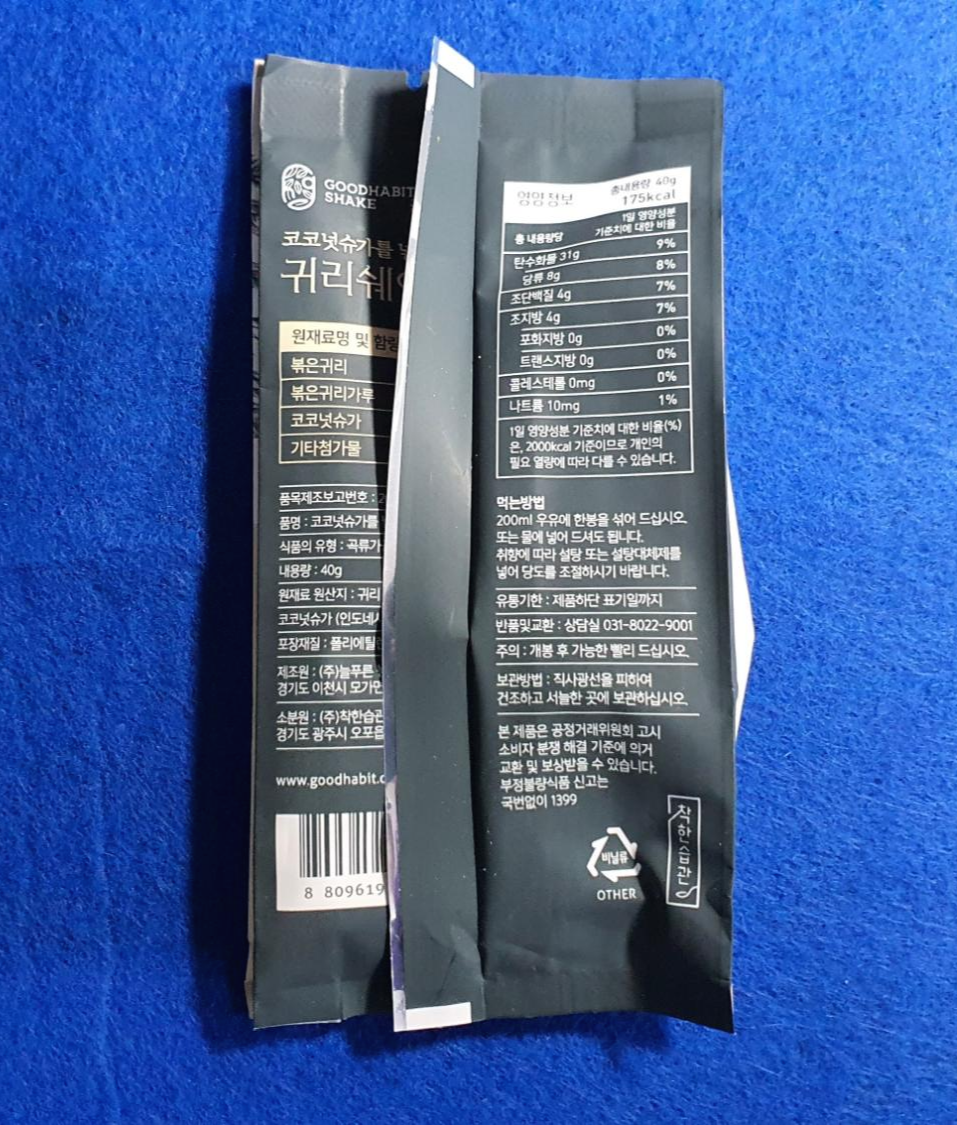 GOODHABIT
SHAKE
코코넛슈가를
귀리쉐
원재료명 및 함량
볶은귀리
볶은귀리가루
코코넛슈가
기타첨가물
품목제조보고번호 : 2
품명 : 코코넛슈가를
식품의 유형 : 곡류가
내용량 : 40g
원재료 원산지 : 귀리
코코넛슈가 (인도네시
포장재질 : 폴리에틸렌
제조원 : (주)늘푸른
경기도 이천시 모가면
소분원 : (주)착한습관
경기도 광주시 오포읍
www.goodhabit.c
8 809619
영양정보
총내용량 40g
175kcal
총 내용량당
1일 영양성분
기준치에 대한 비율
탄수화물 31g 9%
당류 8g 8%
조단백질 4g 7%
조지방 4g 7%
포화지방 0g 0%
트랜스지방 0g 0%
콜레스테롤 0mg 0%
나트륨 10mg 1%
1일 영양성분 기준치에 대한 비율(%)
은, 2000kcal 기준이므로 개인의
필요 열량에 따라 다를 수 있습니다.
먹는방법
200ml 우유에 한봉을 섞어 드십시오.
또는 물에 넣어 드셔도 됩니다.
취향에 따라 설탕 또는 설탕대체제를
넣어 당도를 조절하시기 바랍니다.
유통기한 : 제품하단 표기일까지
반품및교환 : 상담실 031-8022-9001
주의 : 개봉 후 가능한 빨리 드십시오.
보관방법 : 직사광선을 피하여
건조하고 서늘한 곳에 보관하십시오.
본 제품은 공정거래위원회 고시
소비자 분쟁 해결 기준에 의거
교환 및 보상받을 수 있습니다.
부정불량식품 신고는
국번없이 1399
비닐류
OTHER
착한습관